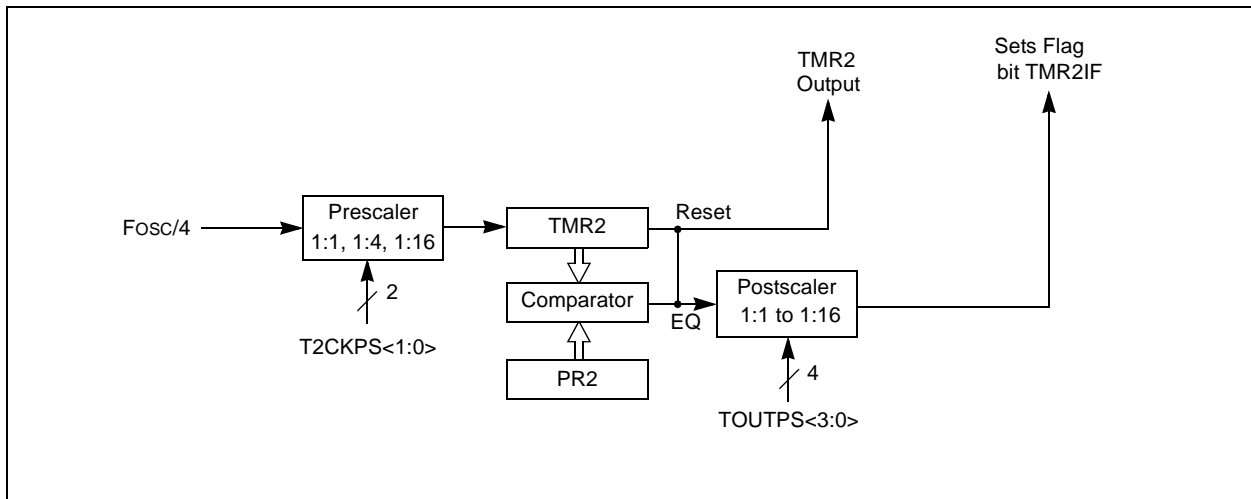 Sets Flag
bit TMR2IF
TMR2
Output
Reset
Prescaler
1:1, 1:4, 1:16
TMR2
FOSC/4
2
Comparator
EQ
Postscaler
1:1 to 1:16
T2CKPS<1:0>
PR2
4
TOUTPS<3:0>